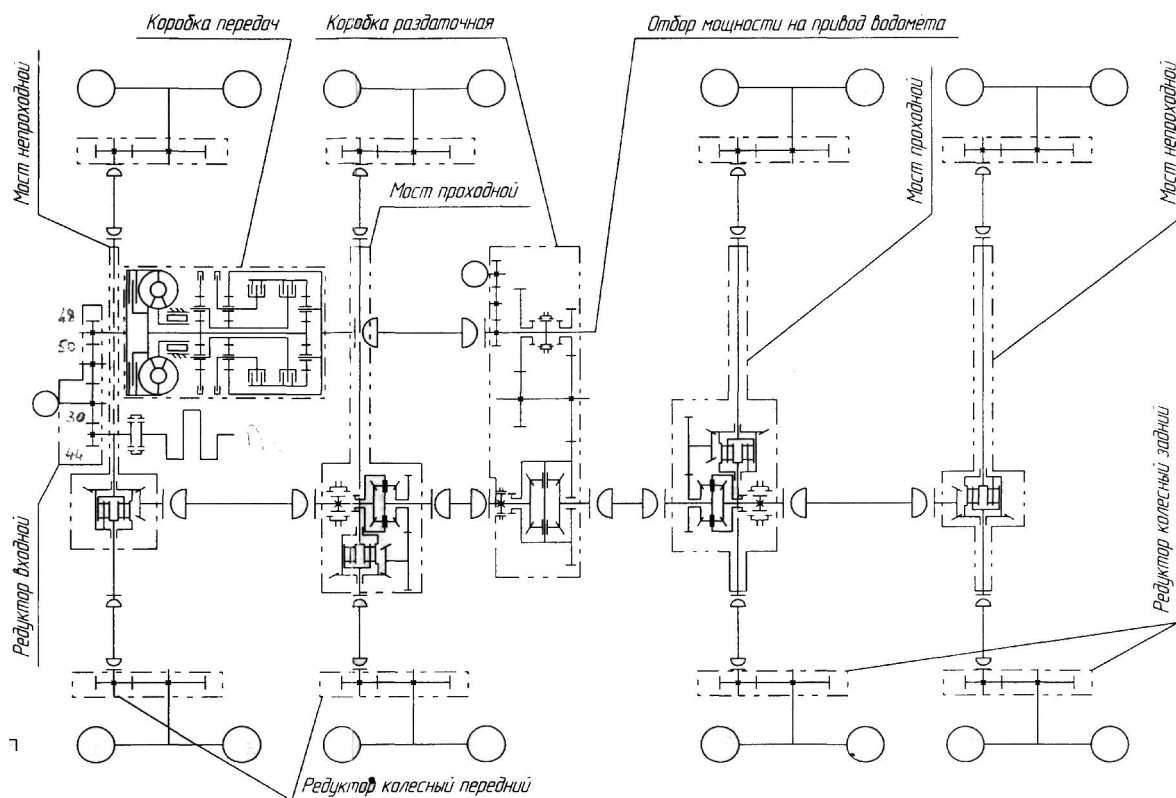 Коробка передач
Коробка раздаточная
Отбор мощности на привод водомёта
Мост непроходной
Мост проходной
Мост проходной
Мост непроходной
48
50
30
44
Редуктор входной
Редуктор колесный задний
Редуктор колесный передний